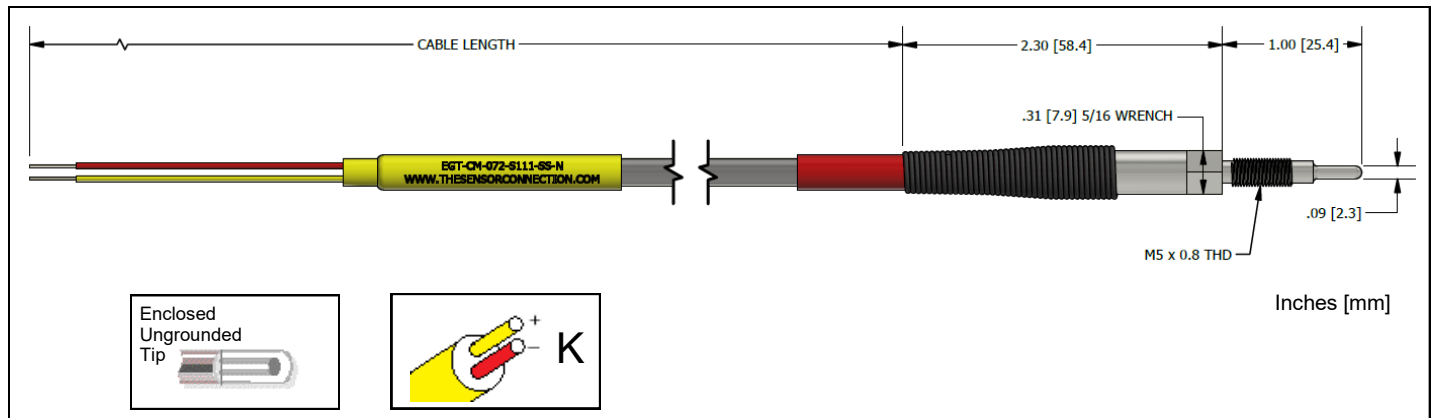 CABLE LENGTH
2.30 [58.4]
1.00 [25.4]
.31 [7.9] 5/16 WRENCH
EGT-CM-072-S111-SS-N
WWW.THESENSORCONNECTIION.COM
.09 [2.3]
M5 x 0.8 THD
Inches [mm]
Enclosed
Ungrounded
Tip
+
−
K